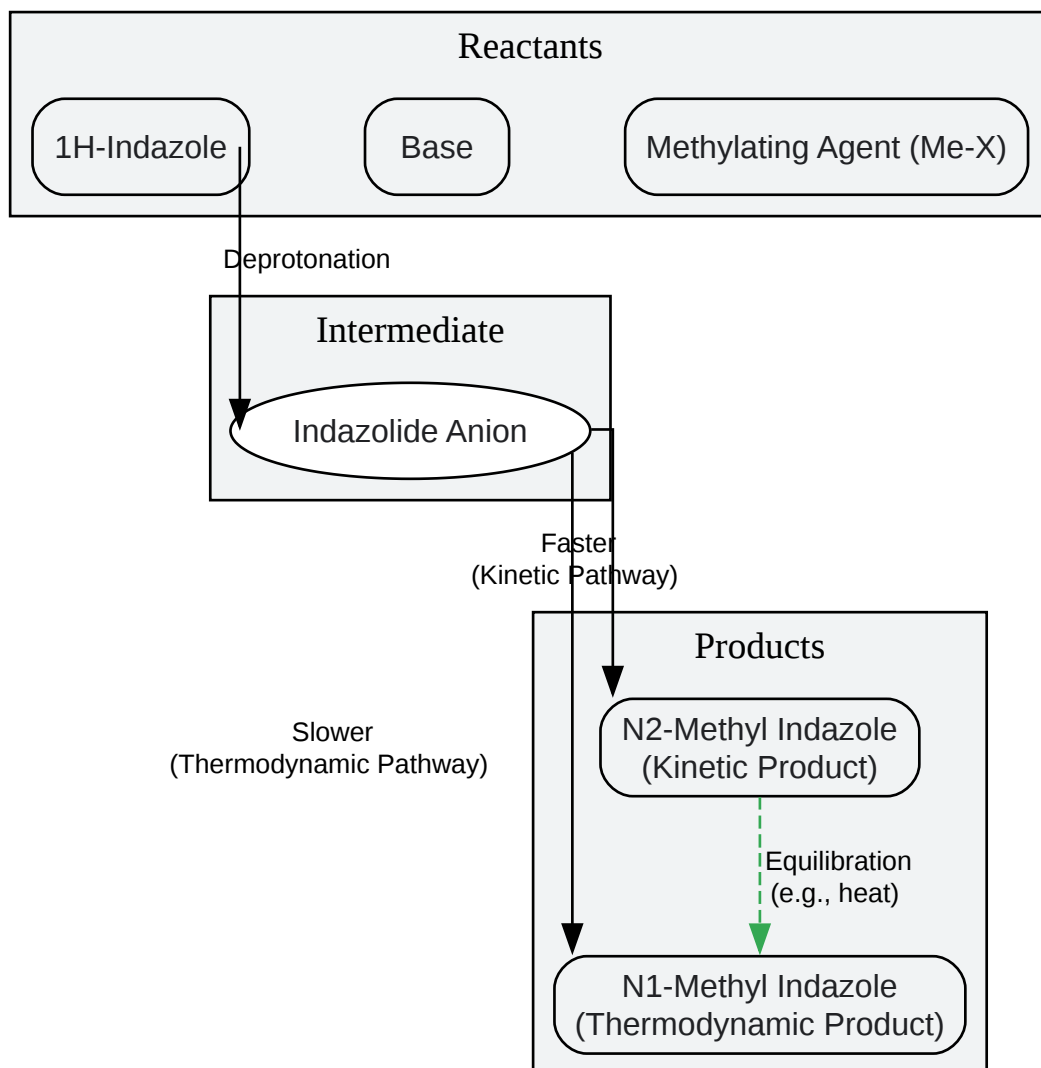 Reactants
1H-Indazole
Base
Methylating Agent (Me-X)
Deprotonation
Intermediate
Indazolide Anion
Faster
(Kinetic Pathway)
Products
Slower
(Thermodynamic Pathway)
N2-Methyl Indazole
(Kinetic Product)
Equilibration
(e.g., heat)
N1-Methyl Indazole
(Thermodynamic Product)